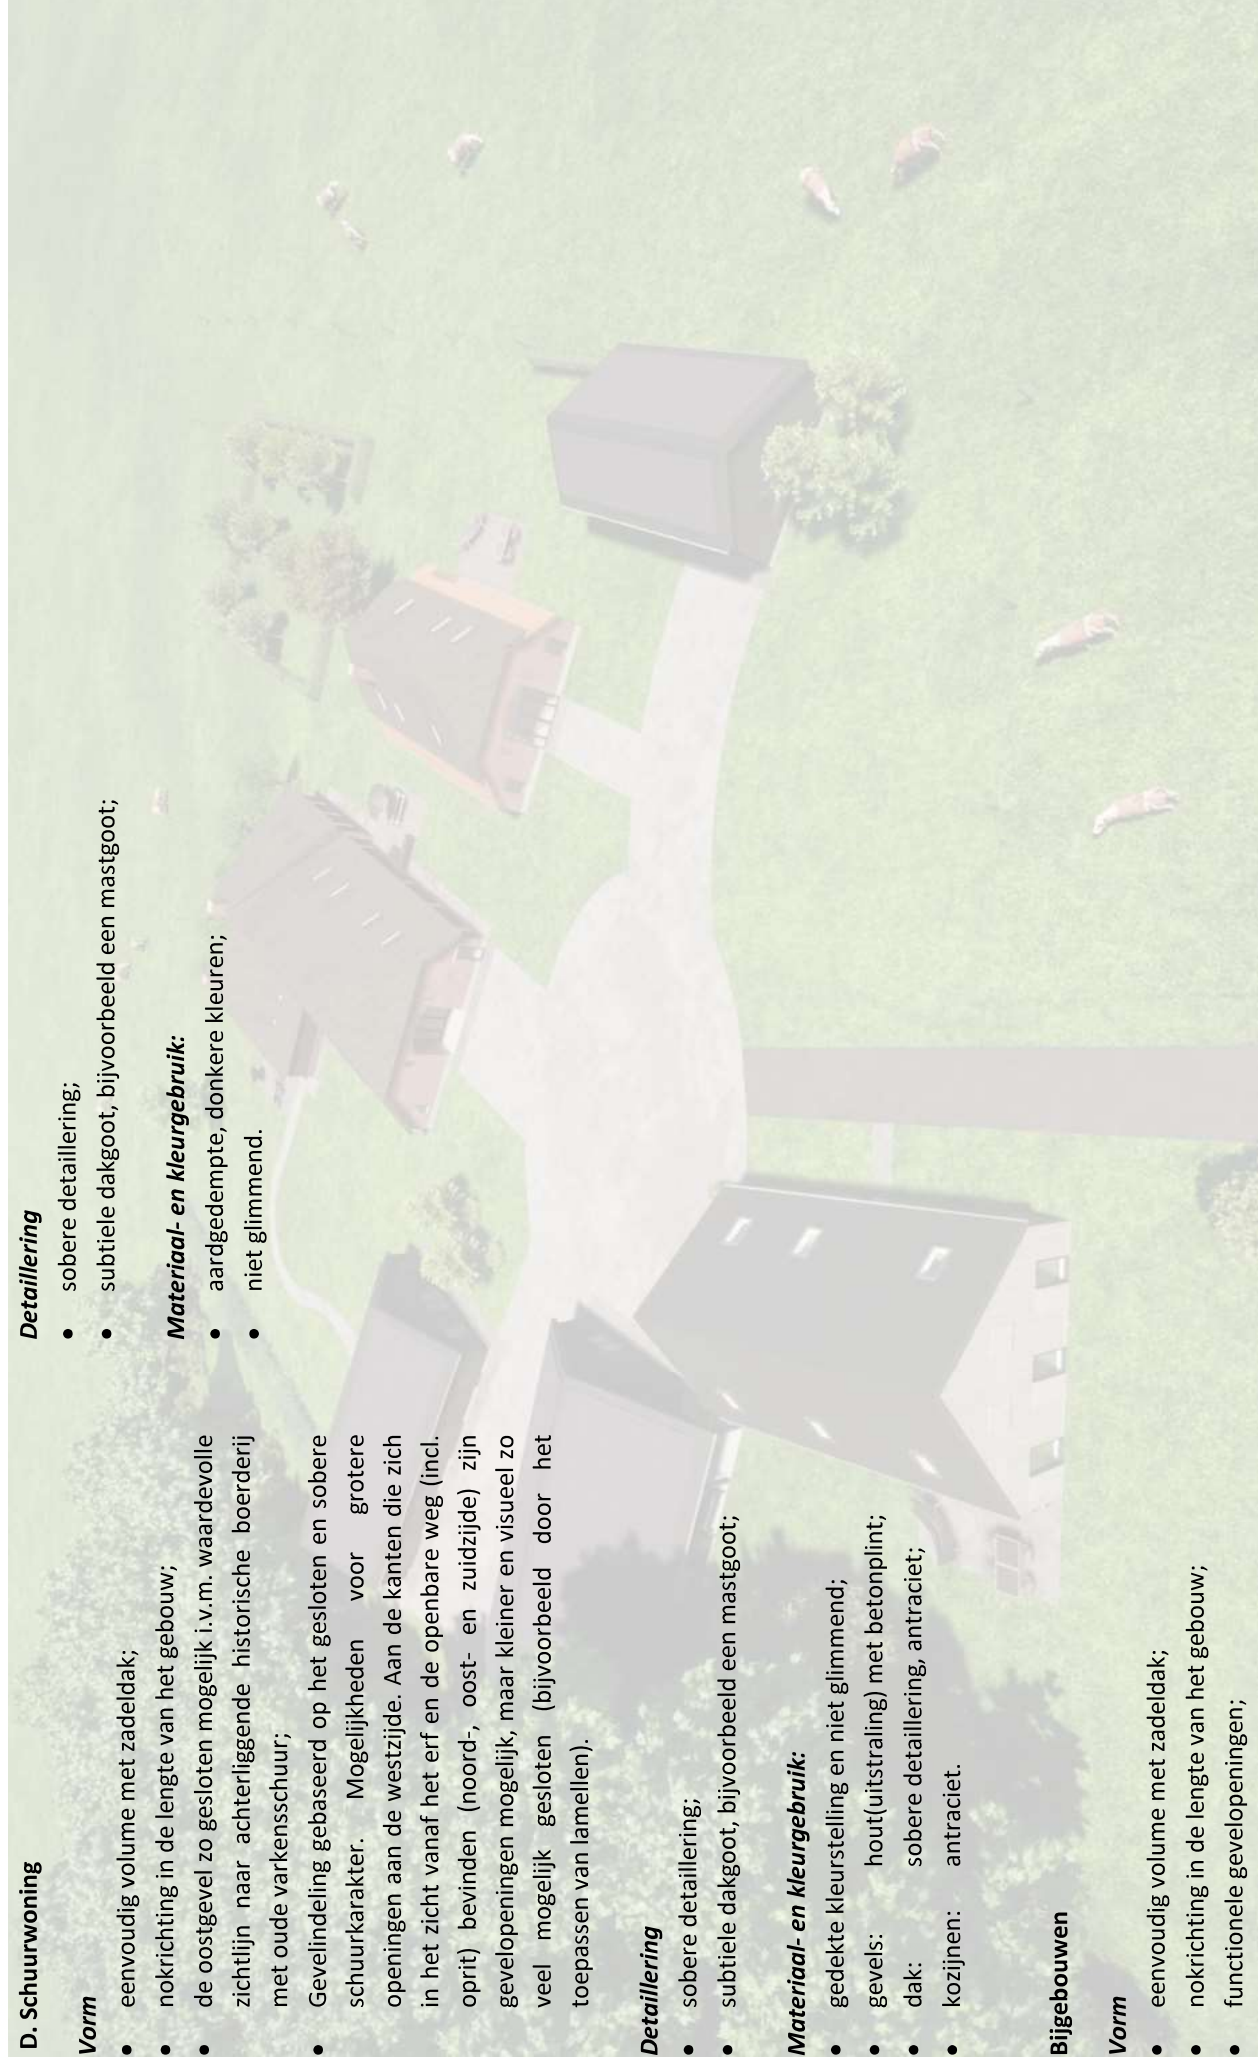 D. Schuurwoning
Vorm
• eenvoudig volume met zadeldak;
• nokrichting in de lengte van het gebouw;
• de oostgevel zo gesloten mogelijk i.v.m. waardevolle
zichtlijn naar achterliggende historische boerderij
met oude varkensschuur;
• Gevelindeling gebaseerd op het gesloten en sobere
schuurkarakter. Mogelijkheden voor grotere
openingen aan de westzijde. Aan de kanten die zich
in het zicht vanaf het erf en de openbare weg (incl.
oprit) bevinden (noord-, oost- en zuidzijde) zijn
gevelopeningen mogelijk, maar kleiner en visueel zo
veel mogelijk gesloten (bijvoorbeeld door het
toepassen van lamellen).
Detaillering
• sobere detaillering;
• subtiele dakgoot, bijvoorbeeld een mastgoot;
Materiaal- en kleurgebruik:
• gedekte kleurstelling en niet glimmend;
• gevels: hout(uitstraling) met betonplint;
• dak: sobere detaillering, antraciet;
• kozijnen: antraciet.
Bijgebouwen
Vorm
• eenvoudig volume met zadeldak;
• nokrichting in de lengte van het gebouw;
• functionele gevelopeningen;
Detaillering
• sobere detaillering;
• subtiele dakgoot, bijvoorbeeld een mastgoot;
Materiaal- en kleurgebruik:
• aardgedempte, donkere kleuren;
• niet glimmend.